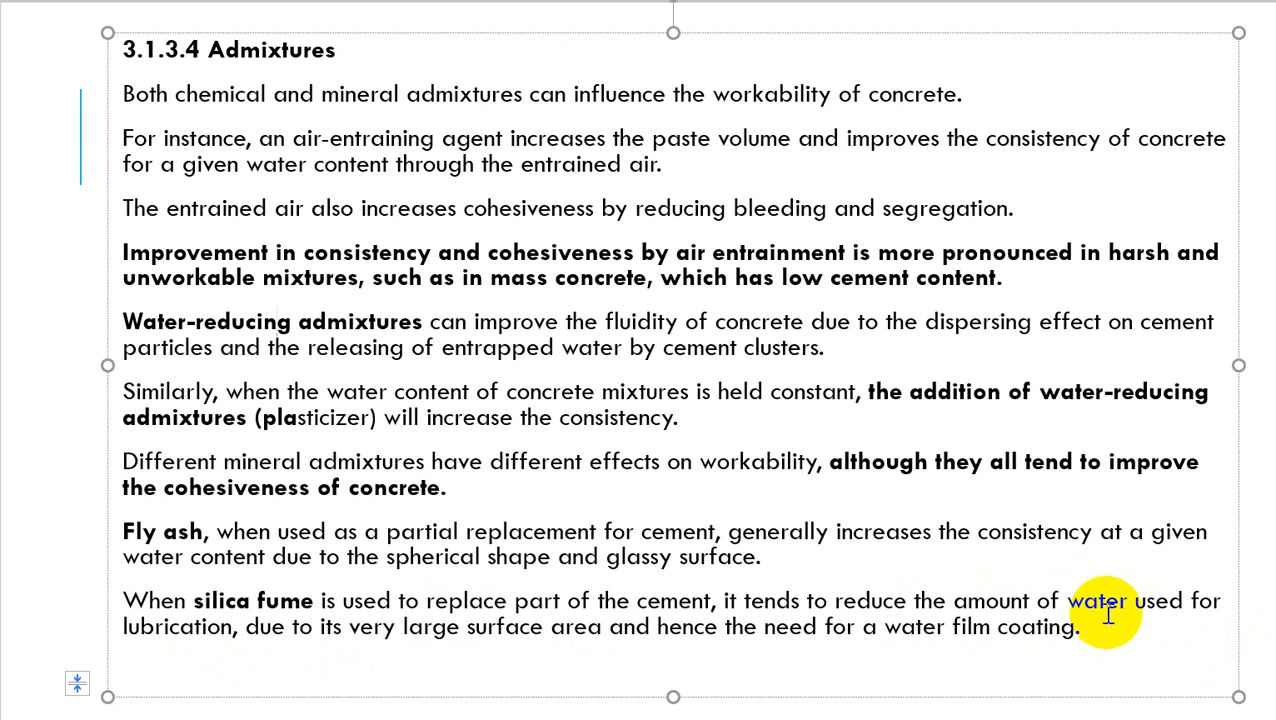 3.1.3.4 Admixtures
Both chemical and mineral admixtures can influence the workability of concrete.
For instance, an air-entraining agent increases the paste volume and improves the consistency of concrete
for a given water content through the entrained air.
The entrained air also increases cohesiveness by reducing bleeding and segregation.
Improvement in consistency and cohesiveness by air entrainment is more pronounced in harsh and
unworkable mixtures, such as in mass concrete, which has low cement content.
Water-reducing admixtures can improve the fluidity of concrete due to the dispersing effect on cement
particles and the releasing of entrapped water by cement clusters.
Similarly, when the water content of concrete mixtures is held constant, the addition of water-reducing
admixtures (plasticizer) will increase the consistency.
Different mineral admixtures have different effects on workability, although they all tend to improve
the cohesiveness of concrete.
Fly ash, when used as a partial replacement for cement, generally increases the consistency at a given
water content due to the spherical shape and glassy surface.
When silica fume is used to replace part of the cement, it tends to reduce the amount of water used for
lubrication, due to its very large surface area and hence the need for a water film coating.